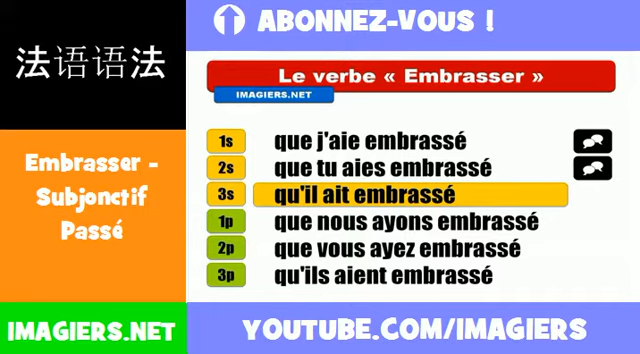 法语语法
Embrasser -
Subjonctif
Passé
IMAGIERS.NET
ABONNEZ-VOUS !
Le verbe « Embrasser »
IMAGIERS.NET
1s que j'aie embrassé
2s que tu aies embrassé
3s qu'il ait embrassé
1p que nous ayons embrassé
2p que vous ayez embrassé
3p qu'ils aient embrassé
YOUTUBE.COM/IMAGIERS